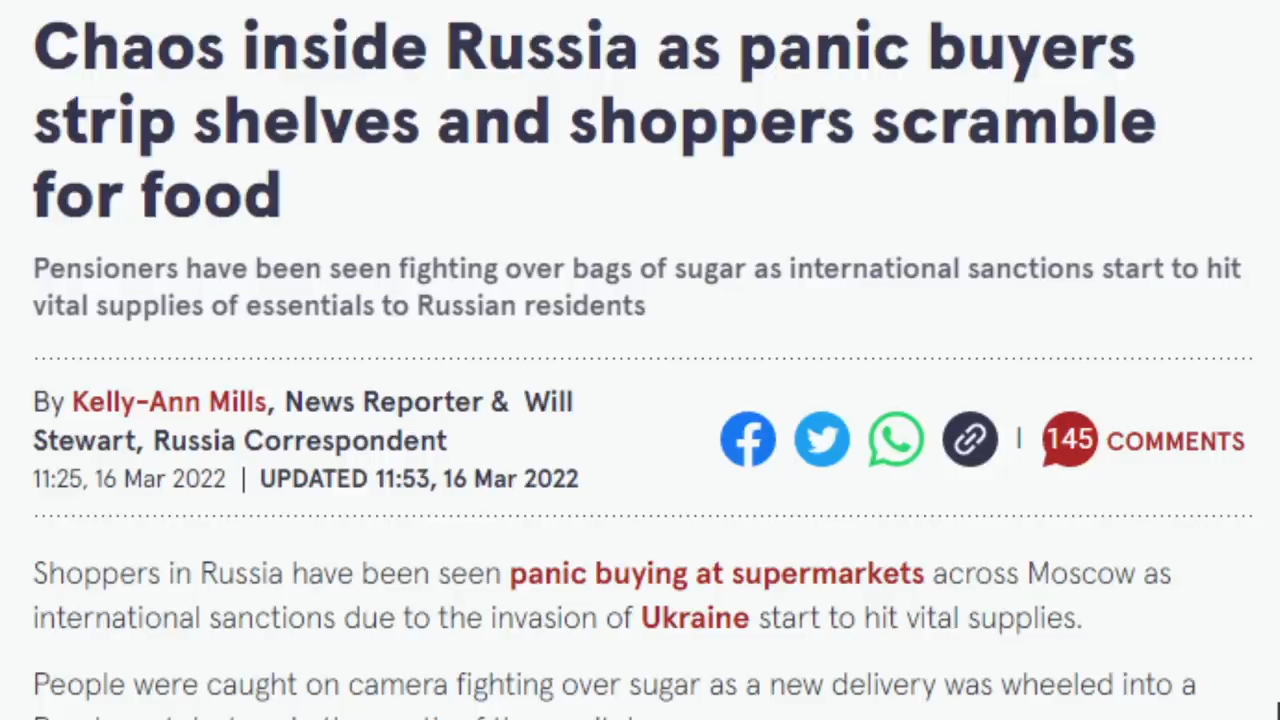 Chaos inside Russia as panic buyers
strip shelves and shoppers scramble
for food
Pensioners have been seen fighting over bags of sugar as international sanctions start to hit
vital supplies of essentials to Russian residents
By Kelly-Ann Mills, News Reporter & Will
Stewart, Russia Correspondent
11:25, 16 Mar 2022 | UPDATED 11:53, 16 Mar 2022
145 COMMENTS
Shoppers in Russia have been seen panic buying at supermarkets across Moscow as
international sanctions due to the invasion of Ukraine start to hit vital supplies.
People were caught on camera fighting over sugar as a new delivery was wheeled into a